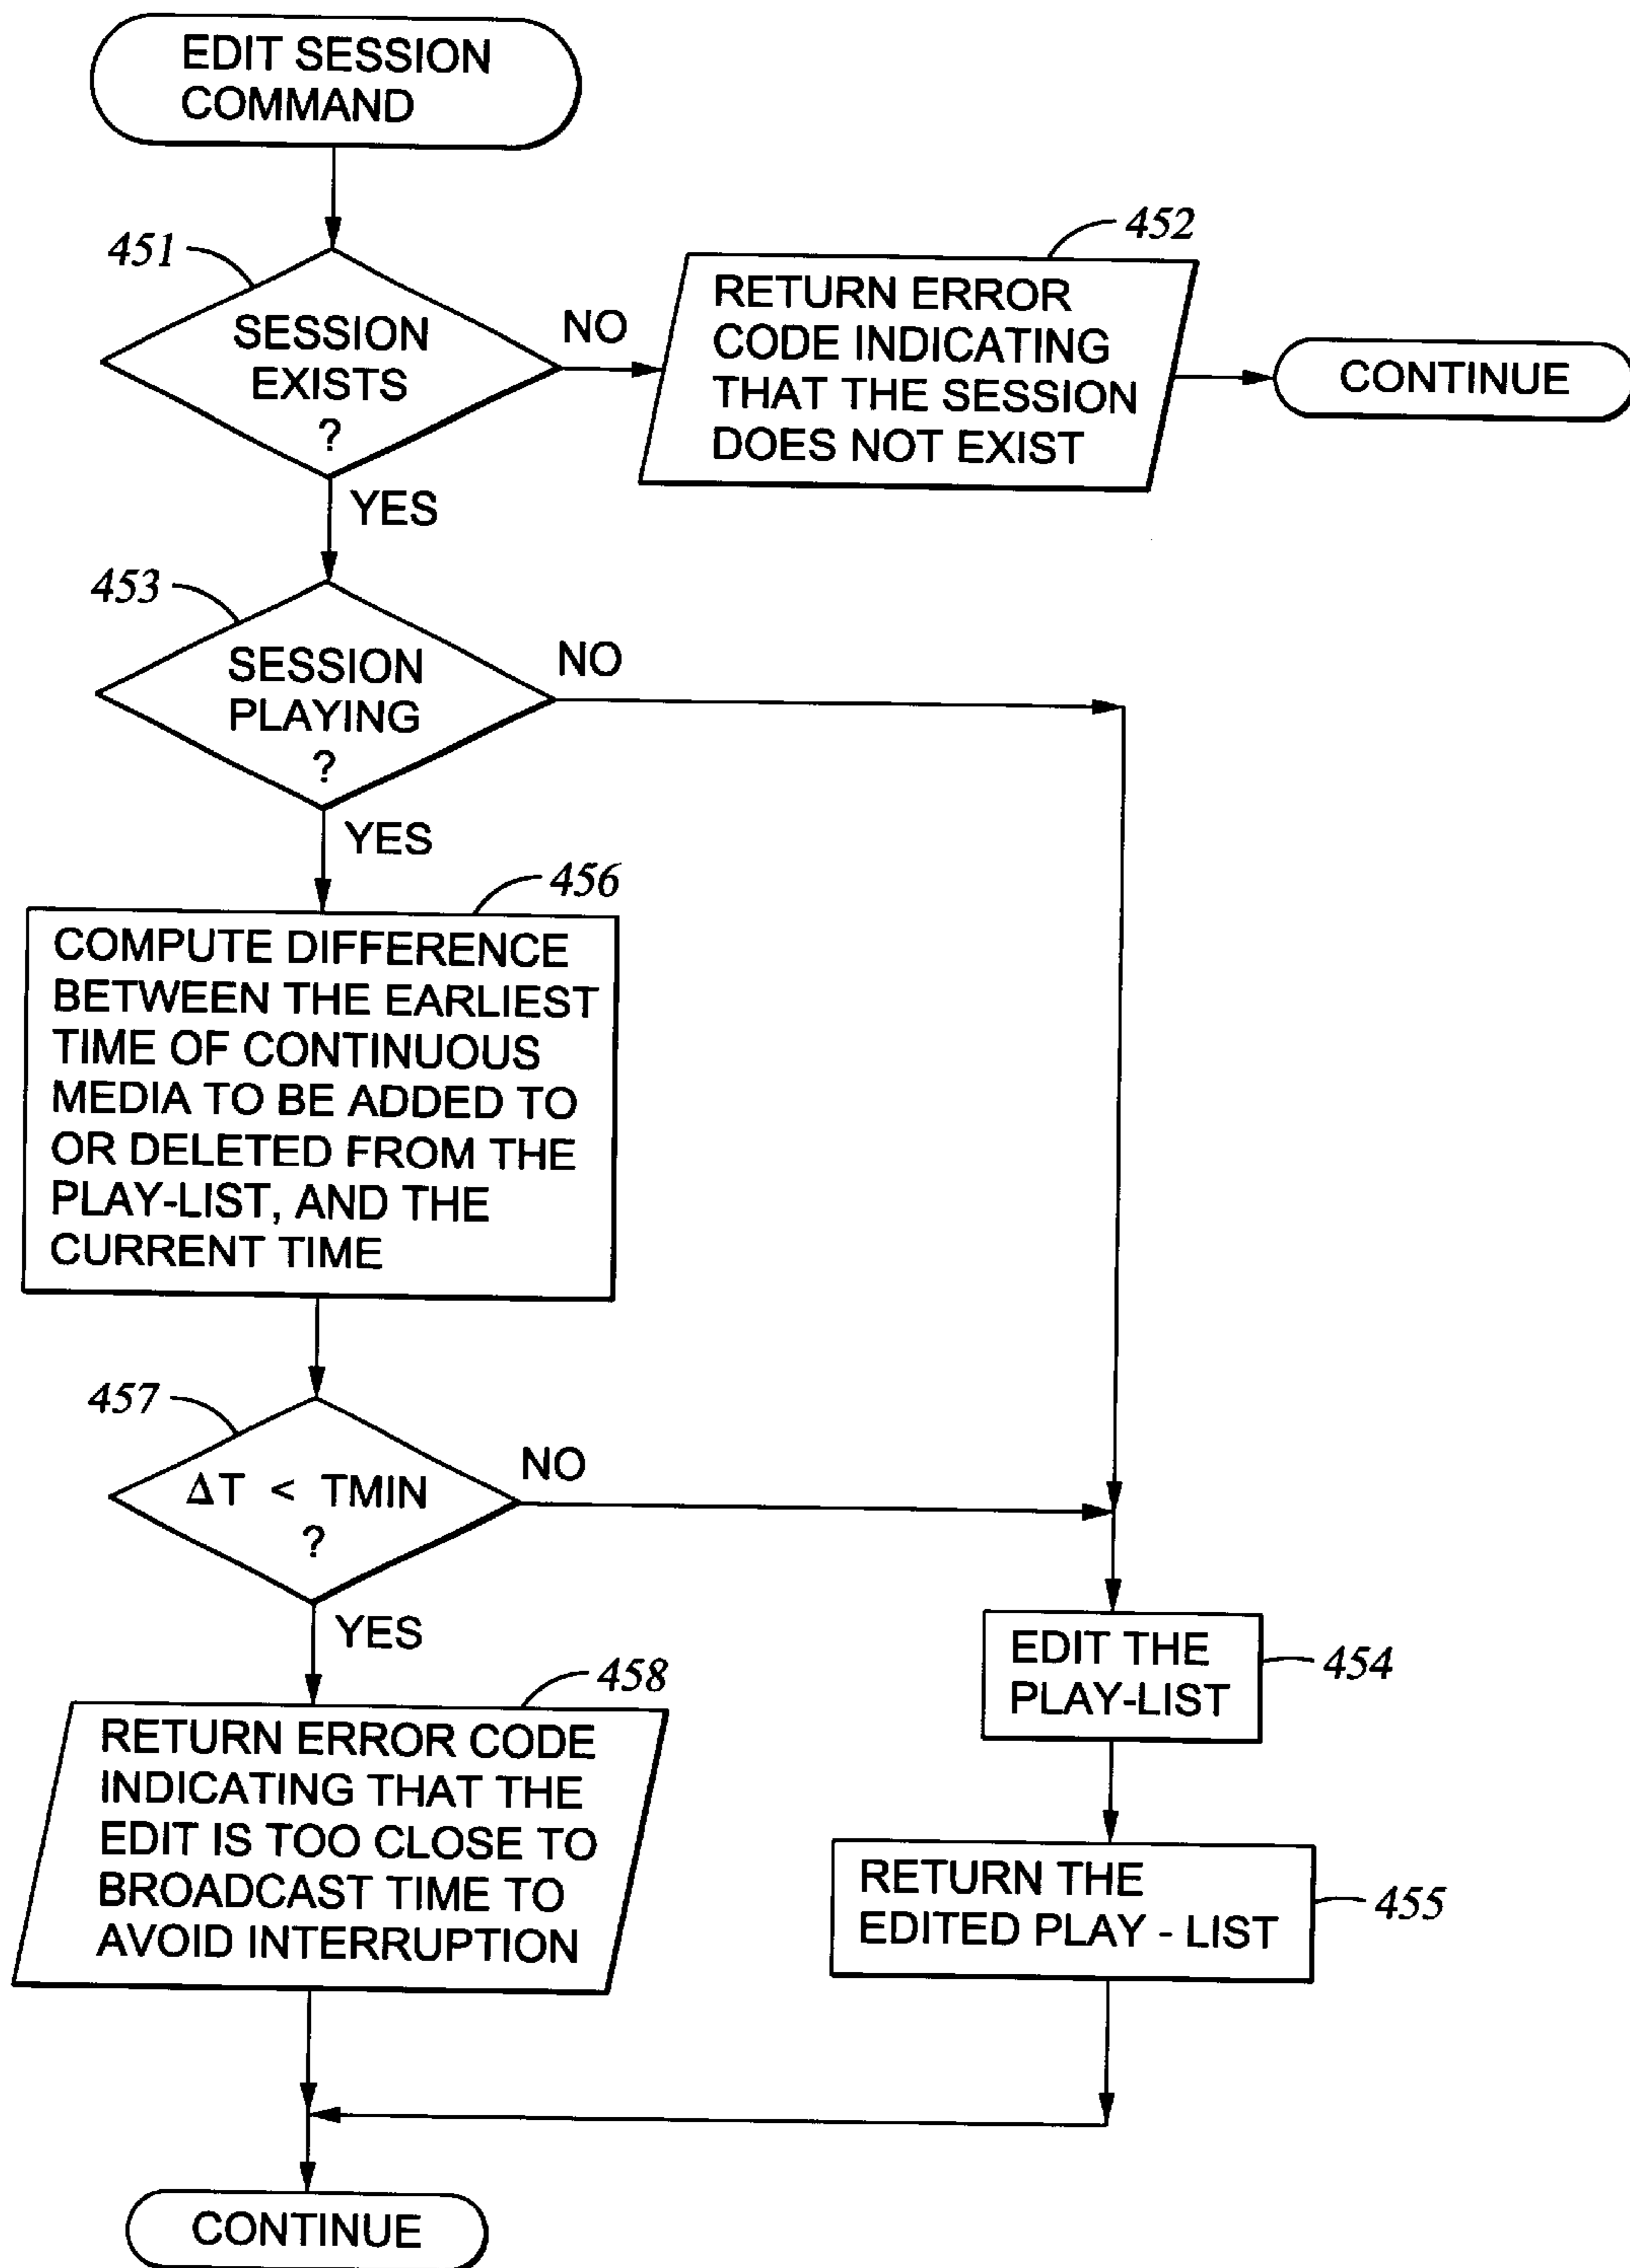 EDIT SESSION
COMMAND
451
SESSION
EXISTS
?
NO
YES
452
RETURN ERROR
CODE INDICATING
THAT THE SESSION
DOES NOT EXIST
CONTINUE
453
SESSION
PLAYING
?
NO
YES
456
COMPUTE DIFFERENCE
BETWEEN THE EARLIEST
TIME OF CONTINUOUS
MEDIA TO BE ADDED TO
OR DELETED FROM THE
PLAY-LIST, AND THE
CURRENT TIME
457
ΔT < TMIN
?
NO
YES
458
RETURN ERROR CODE
INDICATING THAT THE
EDIT IS TOO CLOSE TO
BROADCAST TIME TO
AVOID INTERRUPTION
EDIT THE
PLAY-LIST
454
RETURN THE
EDITED PLAY - LIST
455
CONTINUE